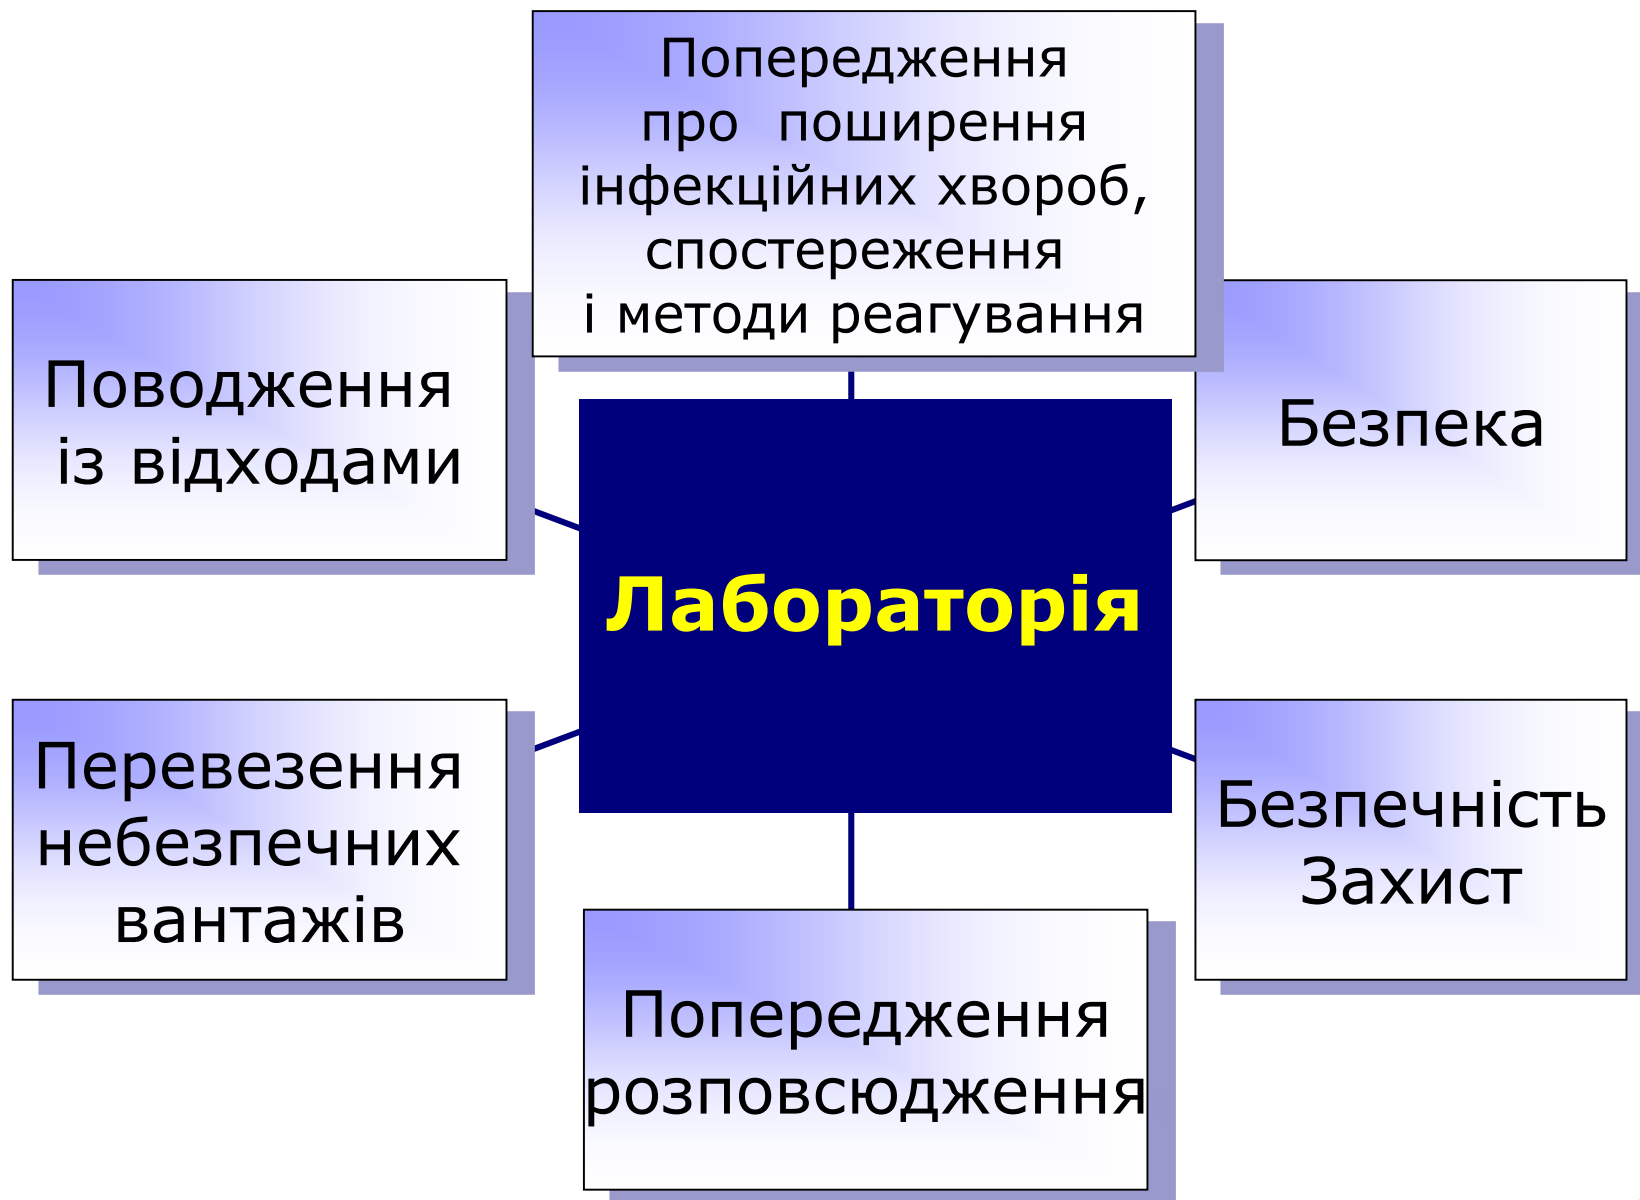 Попередження
про поширення
інфекційних хвороб,
спостереження
і методи реагування
Поводження
із відходами
Безпека
Лабораторія
Перевезення
небезпечних
вантажів
Безпечність
Захист
Попередження
розповсюдження